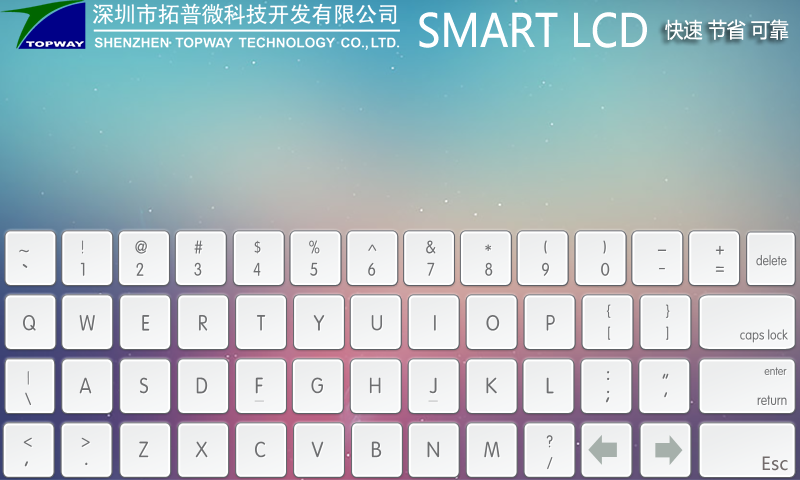 深圳市拓普微科技开发有限公司
SHENZHEN TOPWAY TECHNOLOGY CO., LTD.
TOPWAY
SMART LCD
快速 节省 可靠
~ ! @ # $ % ^ & * ( ) — +
` 1 2 3 4 5 6 7 8 9 0 - = delete
Q W E R T Y U I O P { }
[ ] caps lock
| A S D F G H J K L : " enter
\ ; ' return
< > Z X C V B N M ?
, . / Esc